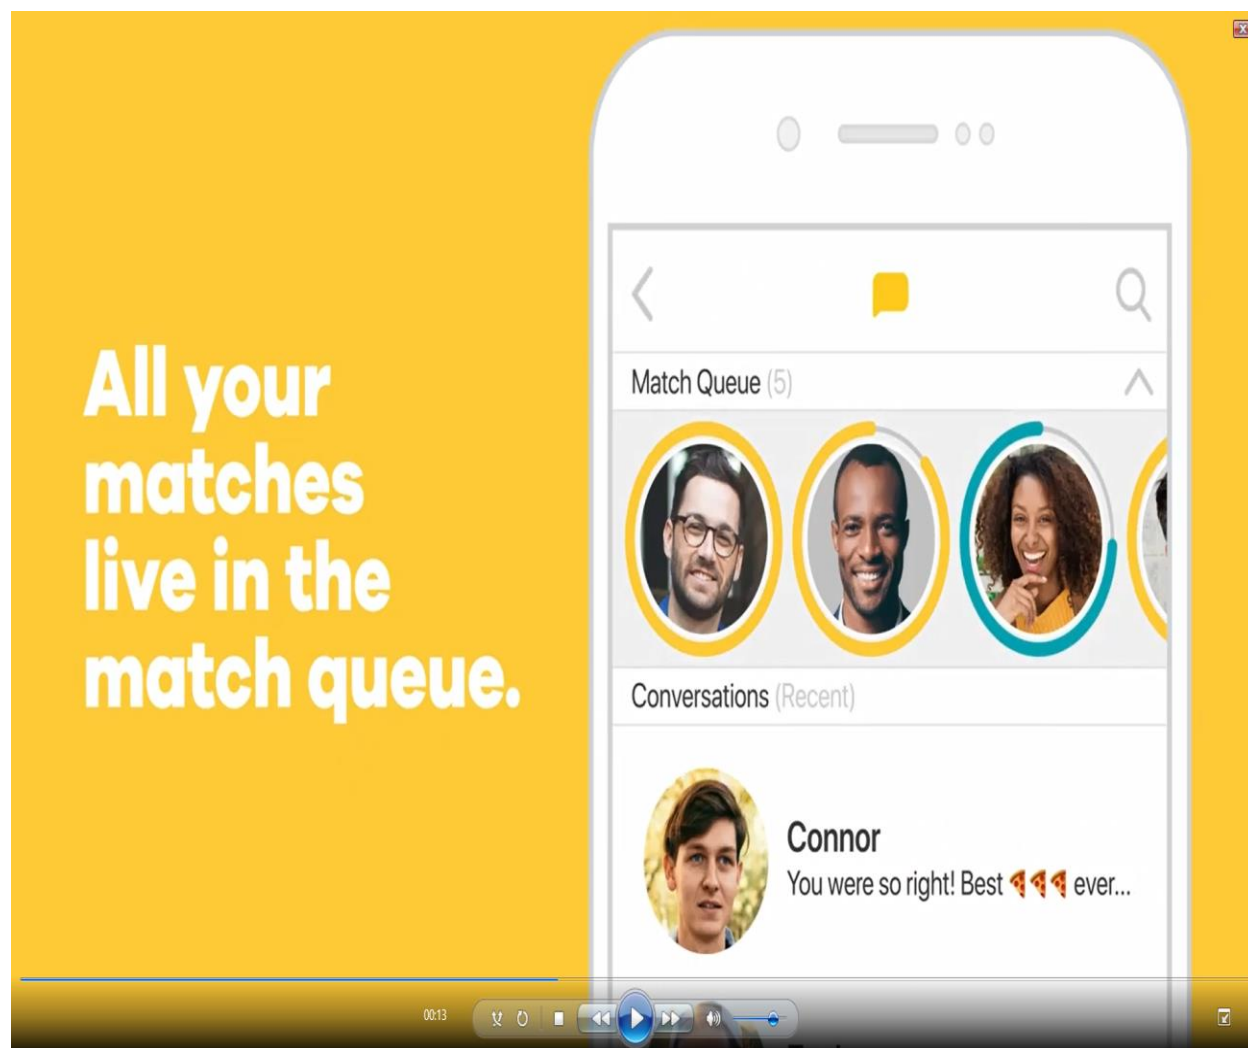 All your
matches
live in the
match queue.
Match Queue (5)
Conversations (Recent)
Connor
You were so right! Best 🍕🍕🍕 ever...
00:13